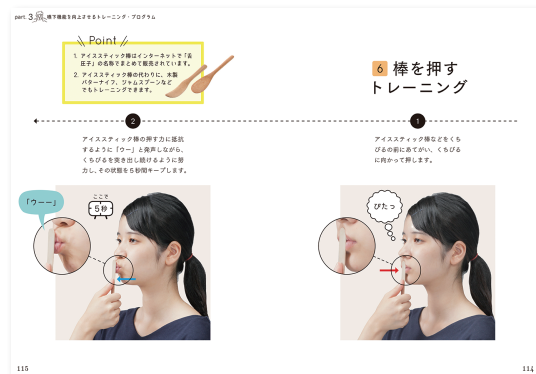 part. 3 嚥下機能を向上させるトレーニング・プログラム
6 棒を押す
トレーニング
1
アイススティック棒などをくち
びるの前にあてがい、くちびる
に向かって押します。
ぴたっ
114
Point
1. アイススティック棒はインターネットで「舌
圧子」の名称でまとめて販売されています。
2. アイススティック棒の代わりに、木製
バターナイフ、ジャムスプーンなど
でもトレーニングできます。
2
アイススティック棒の押す力に抵抗
するように「ウー」と発声しながら、
くちびるを突き出し続けるように努
力し、その状態を5秒間キープします。
「ウーー」
ここで
5秒
115